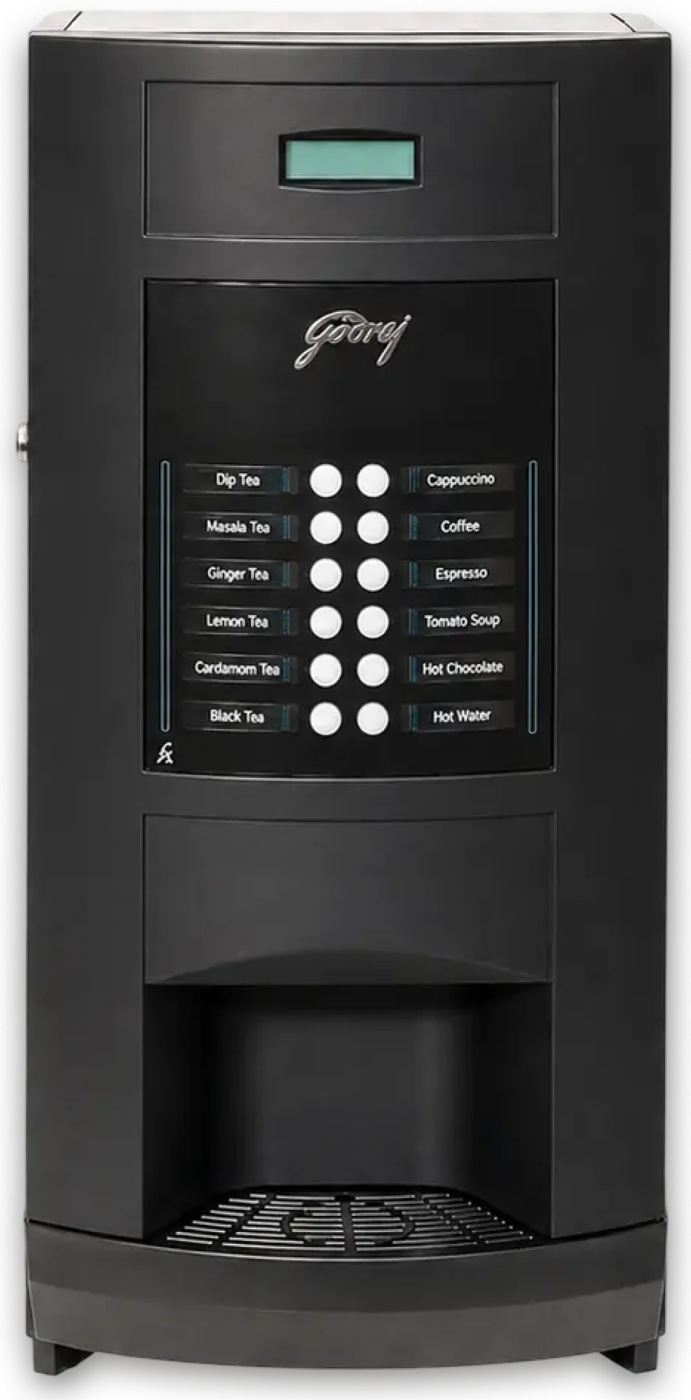 Godrej
Dip Tea
Cappuccino
Masala Tea
Coffee
Ginger Tea
Espresso
Lemon Tea
Tomato Soup
Cardamom Tea
Hot Chocolate
Black Tea
Hot Water